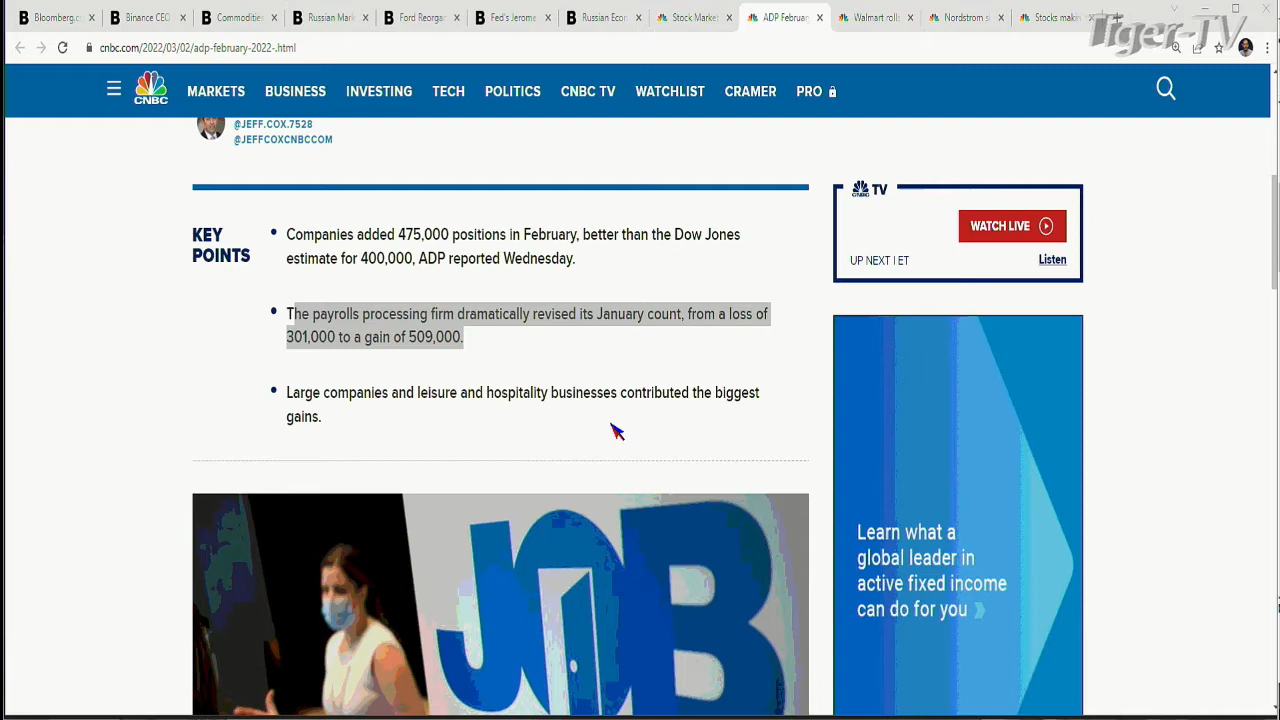 Bloomberg.c
Binance CEO
Commodities
Russian Mark
Ford Reorgar
Fed's Jerome
Russian Econ
Stock Market
ADP Februar
Walmart rolls
Nordstrom s
Stocks makin
Tiger-TV
cnbc.com/2022/03/02/adp-february-2022-.html
CNBC
MARKETS
BUSINESS
INVESTING
TECH
POLITICS
CNBC TV
WATCHLIST
CRAMER
PRO
@JEFF.COX.7528
@JEFFCOXCNBCCOM
KEY
POINTS
Companies added 475,000 positions in February, better than the Dow Jones
estimate for 400,000, ADP reported Wednesday.
The payrolls processing firm dramatically revised its January count, from a loss of
301,000 to a gain of 509,000.
Large companies and leisure and hospitality businesses contributed the biggest
gains.
TV
WATCH LIVE
UP NEXT | ET
Listen
JOB
Learn what a
global leader in
active fixed income
can do for you